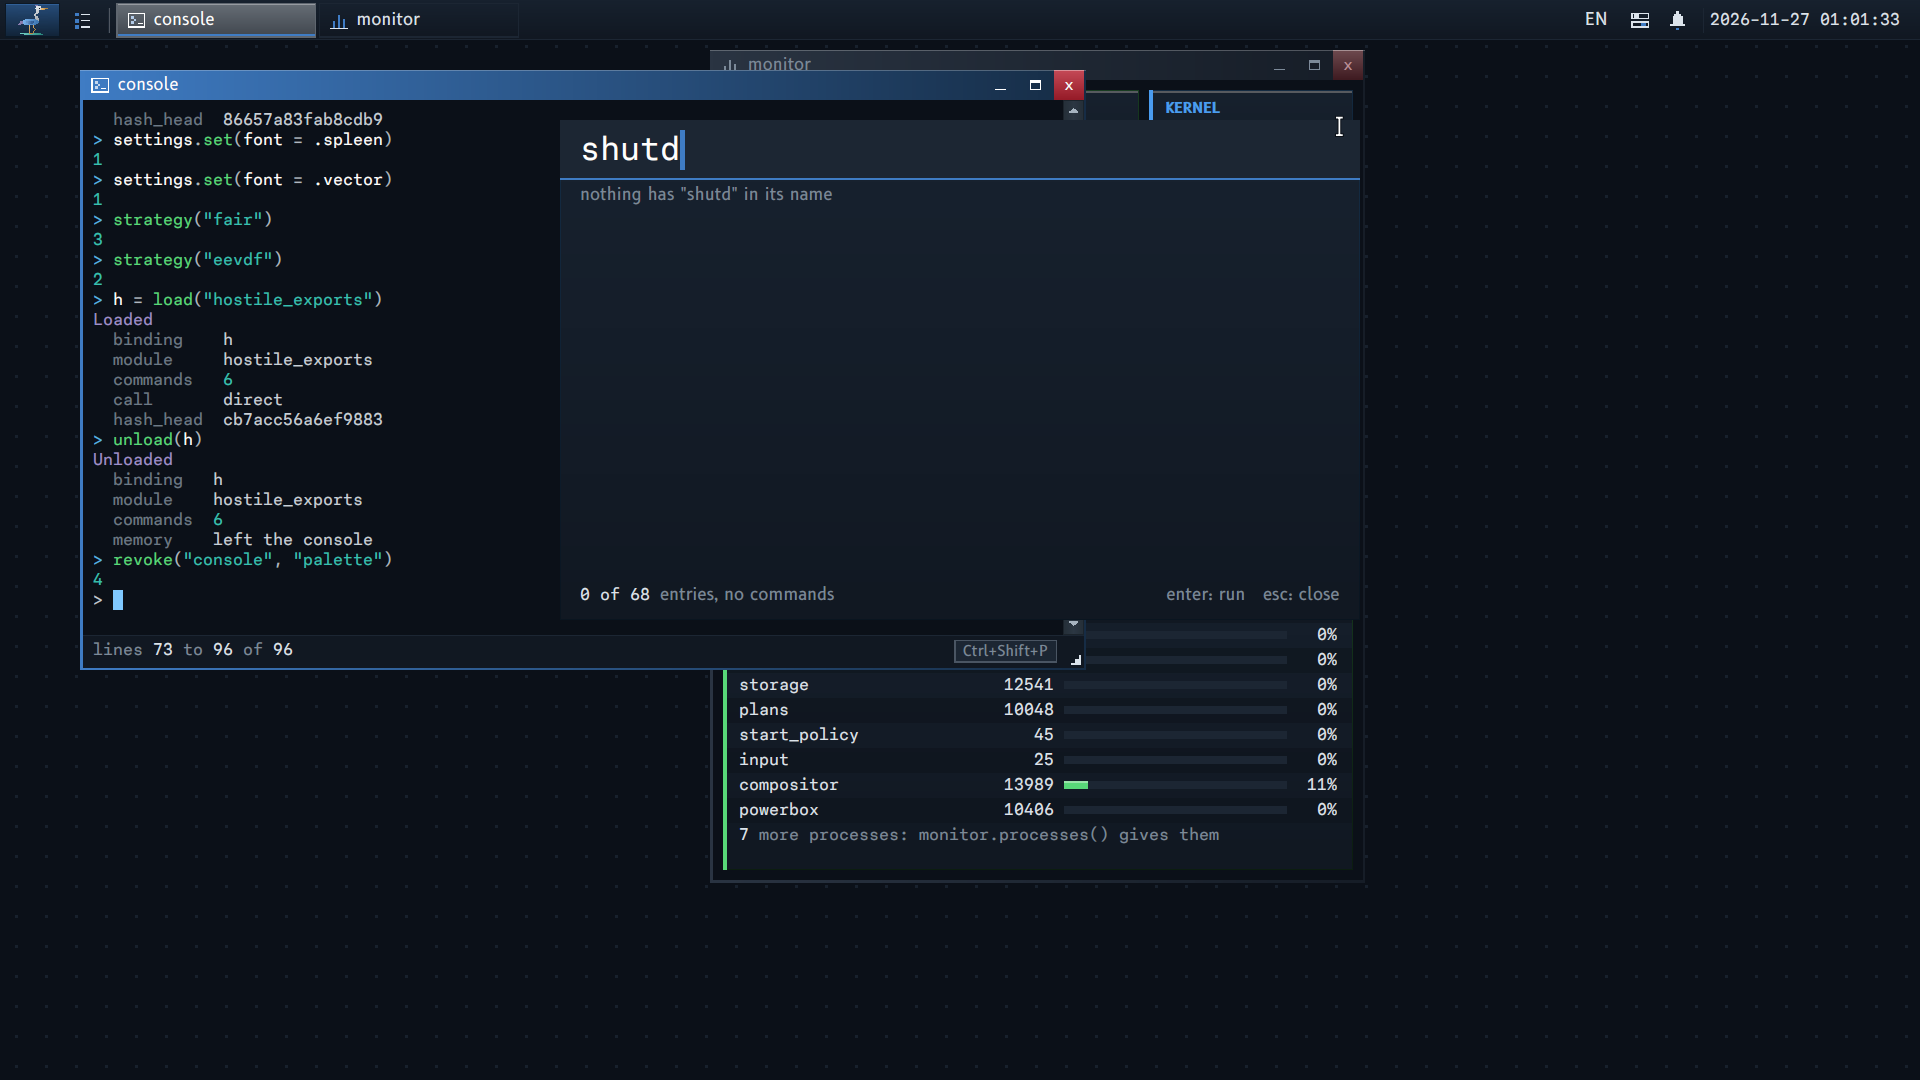 console
monitor
EN
2026-11-27 01:01:33
monitor
x
console
x
KERNEL
hash_head 86657a83fab8cdb9
> settings.set(font = .spleen)
1
> settings.set(font = .vector)
1
> strategy("fair")
3
> strategy("eevdf")
2
> h = load("hostile_exports")
Loaded
binding h
module hostile_exports
commands 6
call direct
hash_head cb7acc56a6ef9883
> unload(h)
Unloaded
binding h
module hostile_exports
commands 6
memory left the console
> revoke("console", "palette")
4
>
lines 73 to 96 of 96
Ctrl+Shift+P
shutd
nothing has "shutd" in its name
0 of 68 entries, no commands
enter: run esc: close
0%
0%
storage 12541 0%
plans 10048 0%
start_policy 45 0%
input 25 0%
compositor 13989 11%
powerbox 10406 0%
7 more processes: monitor.processes() gives them